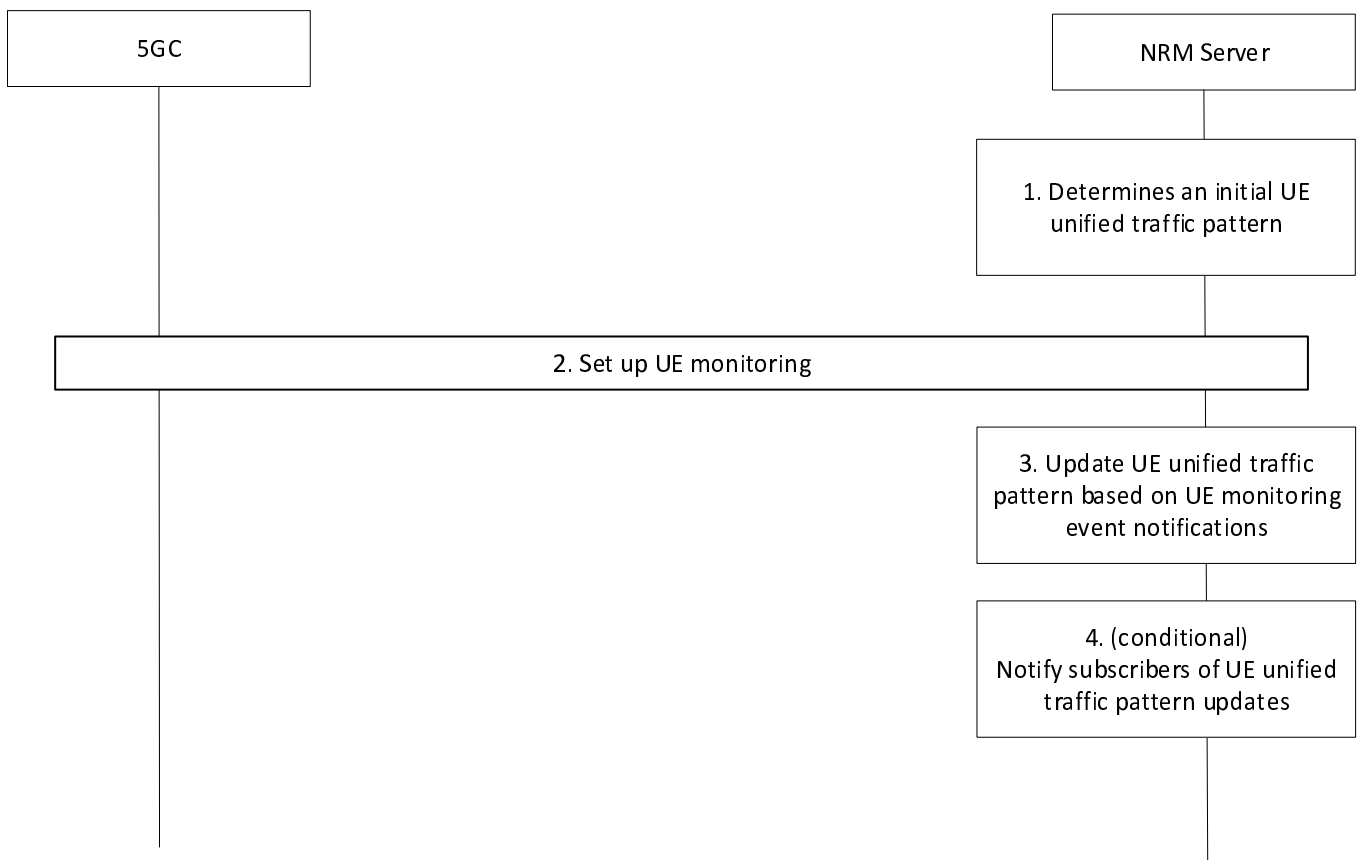 5GC
NRM Server
1. Determines an initial UE
unified traffic pattern
2. Set up UE monitoring
3. Update UE unified traffic
pattern based on UE monitoring
event notifications
4. (conditional)
Notify subscribers of UE unified
traffic pattern updates